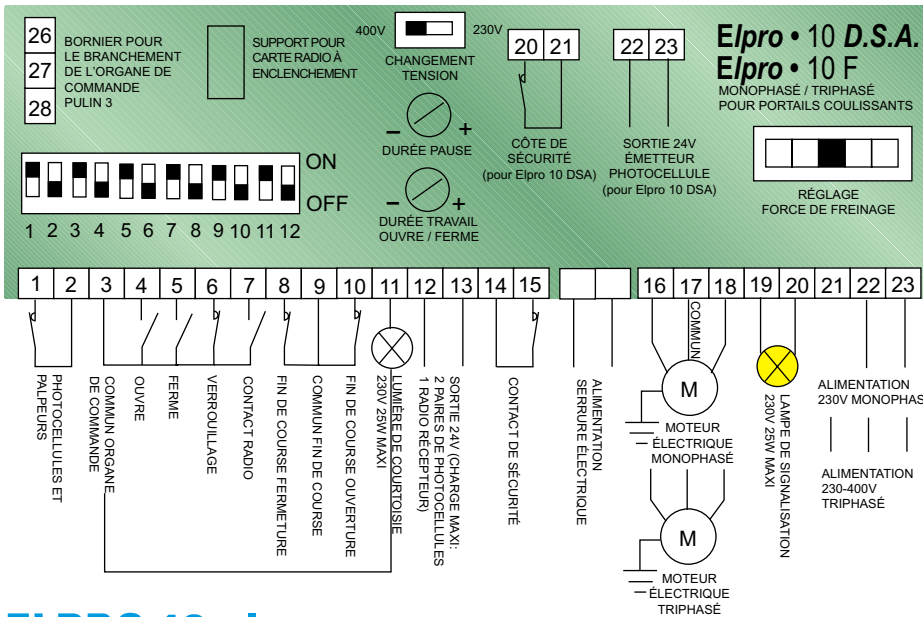 26
27
28
BORNIER POUR
LE BRANCHEMENT
DE L'ORGANE DE
COMMANDE
PULIN 3
SUPPORT POUR
CARTE RADIO À
ENCLENCHEMENT
400V
230V
CHANGEMENT
TENSION
– +
DURÉE PAUSE
– +
DURÉE TRAVAIL
OUVRE / FERME
20 21
CÔTE DE
SÉCURITÉ
(pour Elpro 10 DSA)
22 23
SORTIE 24V
ÉMETTEUR
PHOTOCELLULE
(pour Elpro 10 DSA)
Elpro • 10 D.S.A.
Elpro • 10 F
MONOPHASÉ / TRIPHASÉ
POUR PORTAILS COULISSANTS
RÉGLAGE
FORCE DE FREINAGE
ON
OFF
1 2 3 4 5 6 7 8 9 10 11 12
1 2 3 4 5 6 7 8 9 10 11 12 13 14 15 16 17 18 19 20 21 22 23
PHOTOCELLULES ET
PALPEURS
COMMUN ORGANE
DE COMMANDE
OUVRE
FERME
VERROUILLAGE
CONTACT RADIO
FIN DE COURSE FERMETURE
COMMUN FIN DE COURSE
FIN DE COURSE OUVERTURE
LUMIÈRE DE COURTOISIE
230V 25W MAXI
SORTIE 24V (CHARGE MAXI:
2 PAIRES DE PHOTOCELLULES
1 RADIO RÉCEPTEUR)
CONTACT DE SÉCURITÉ
ALIMENTATION
SERRURE ÉLECTRIQUE
COMMUN
M
MOTEUR
ÉLECTRIQUE
MONOPHASÉ
M
MOTEUR
ÉLECTRIQUE
TRIPHASÉ
LAMPE DE SIGNALISATION
230V 25W MAXI
ALIMENTATION
230V MONOPHAS
ALIMENTATION
230-400V
TRIPHASÉ